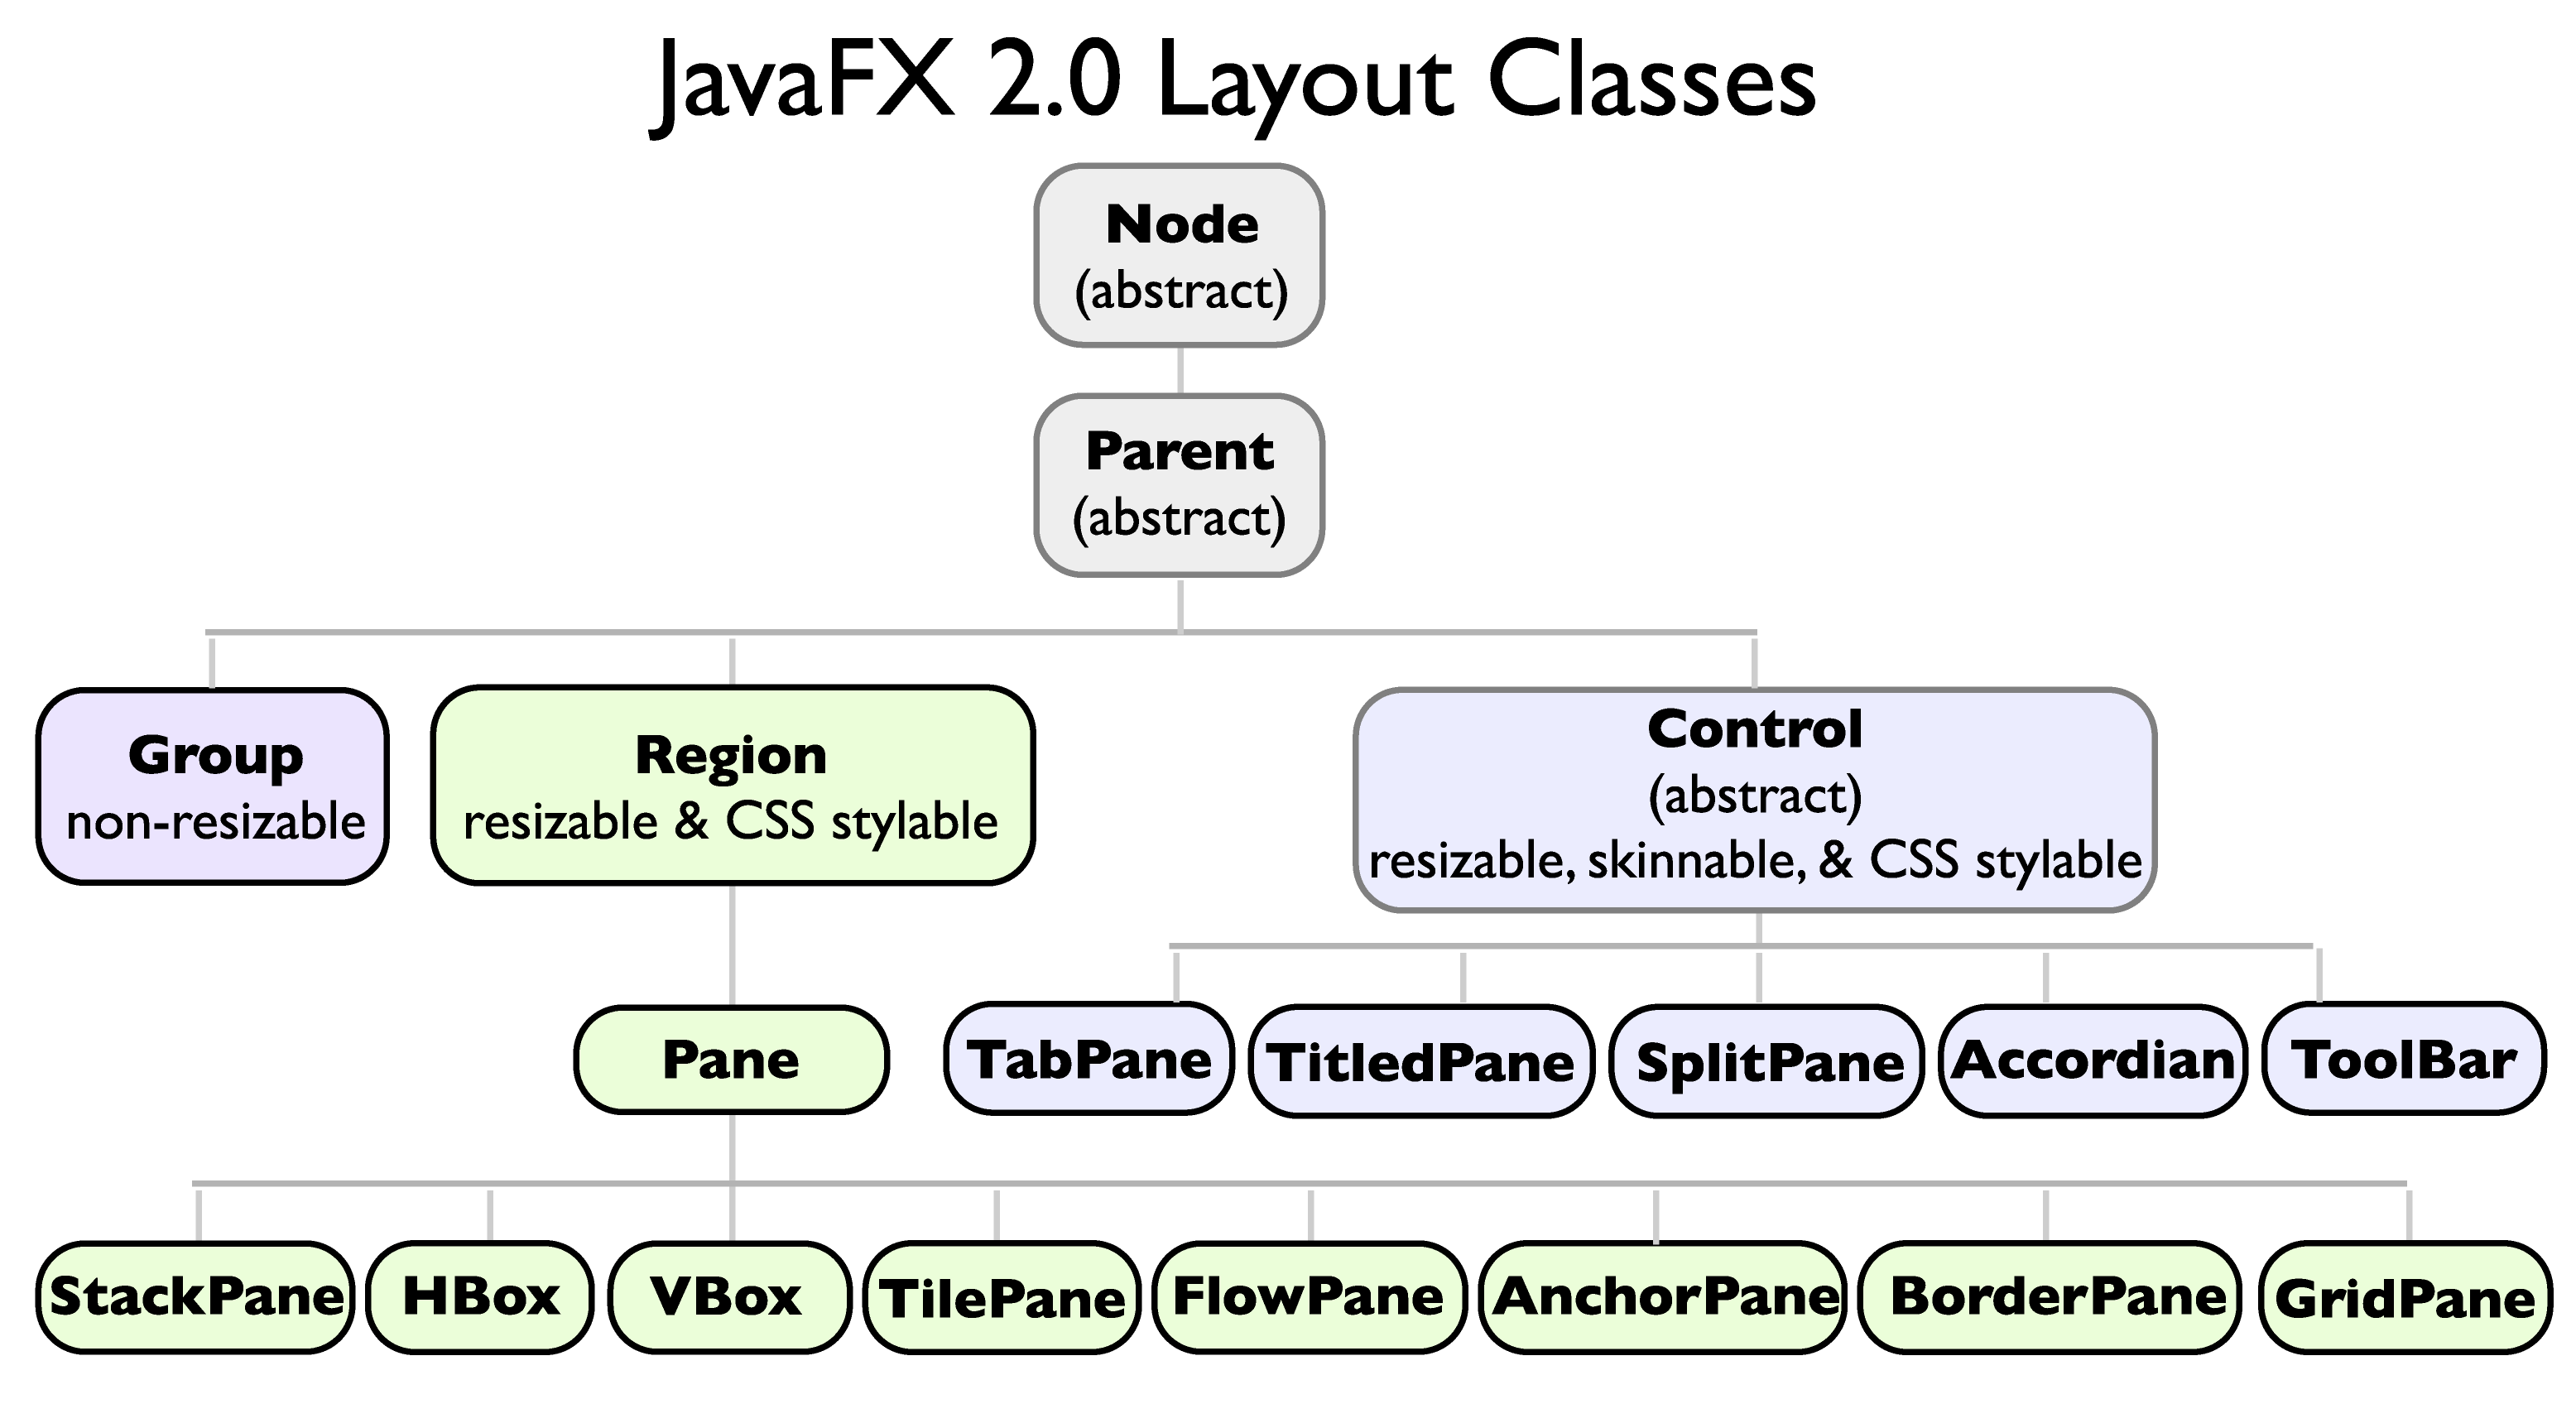 JavaFX 2.0 Layout Classes
Node
(abstract)
Parent
(abstract)
Group
non-resizable
Region
resizable & CSS stylable
Control
(abstract)
resizable, skinnable, & CSS stylable
Pane
TabPane
TitledPane
SplitPane
Accordian
ToolBar
StackPane
HBox
VBox
TilePane
FlowPane
AnchorPane
BorderPane
GridPane